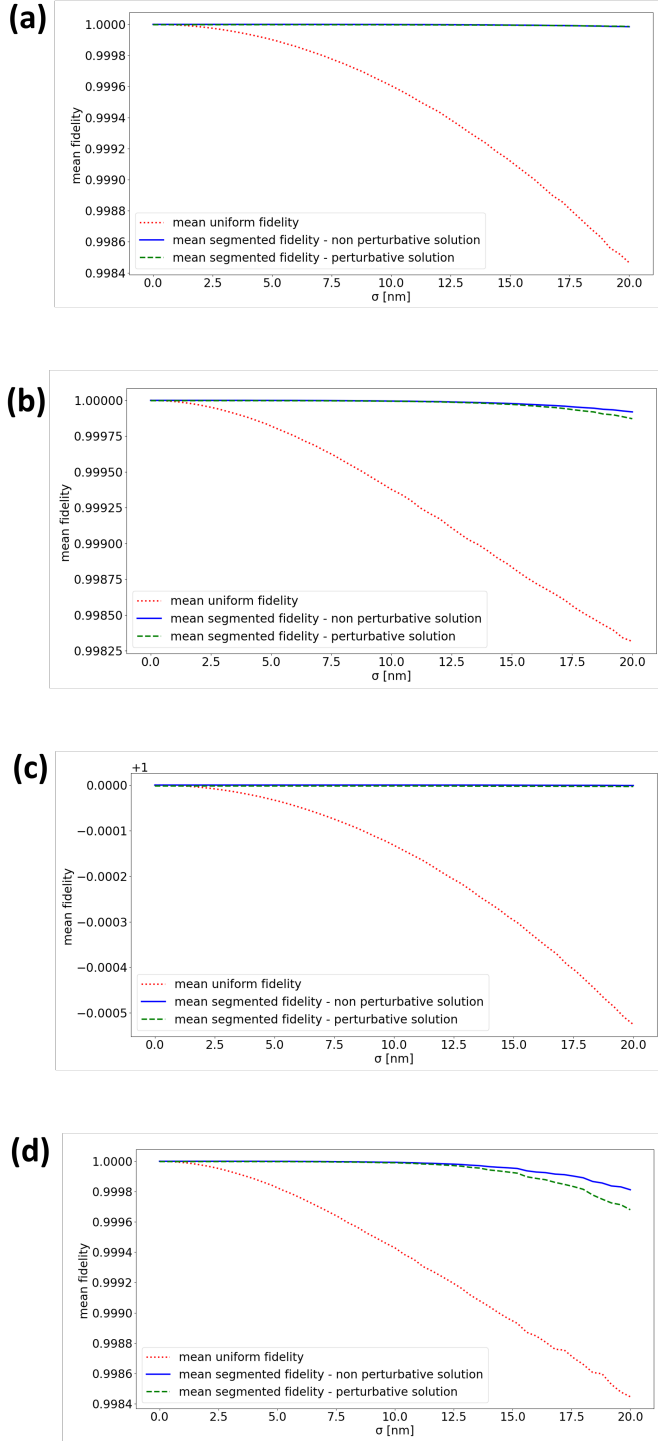 (a)
1.0000
0.9998
0.9996
0.9994
0.9992
0.9990
0.9988
0.9986
0.9984
mean fidelity
mean uniform fidelity
mean segmented fidelity - non perturbative solution
mean segmented fidelity - perturbative solution
0.0 2.5 5.0 7.5 10.0 12.5 15.0 17.5 20.0
σ [nm]
(b)
1.00000
0.99975
0.99950
0.99925
0.99900
0.99875
0.99850
0.99825
mean fidelity
mean uniform fidelity
mean segmented fidelity - non perturbative solution
mean segmented fidelity - perturbative solution
0.0 2.5 5.0 7.5 10.0 12.5 15.0 17.5 20.0
σ [nm]
(c)
+1
0.0000
−0.0001
−0.0002
−0.0003
−0.0004
−0.0005
mean fidelity
mean uniform fidelity
mean segmented fidelity - non perturbative solution
mean segmented fidelity - perturbative solution
0.0 2.5 5.0 7.5 10.0 12.5 15.0 17.5 20.0
σ [nm]
(d)
1.0000
0.9998
0.9996
0.9994
0.9992
0.9990
0.9988
0.9986
0.9984
mean fidelity
mean uniform fidelity
mean segmented fidelity - non perturbative solution
mean segmented fidelity - perturbative solution
0.0 2.5 5.0 7.5 10.0 12.5 15.0 17.5 20.0
σ [nm]